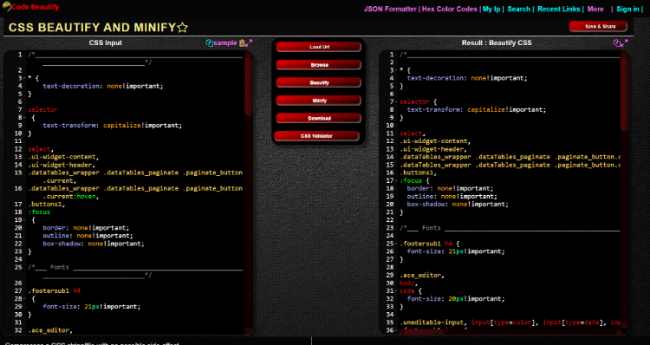 Code Beautify
JSON Formatter | Hex Color Codes | My Ip | Search | Recent Links | More | Sign in |
CSS BEAUTIFY AND MINIFY☆
Save & Share
CSS Input
sample
1 /*____________________________________
____________________*/
2
3 * {
4 text-decoration: none!important;
5 }
6
7 selector
8 {
9 text-transform: capitalize!important;
10 }
11
12 select,
13 .ui-widget-content,
14 .ui-widget-header,
15 .dataTables_wrapper .dataTables_paginate .paginate_button
.current,
16 .dataTables_wrapper .dataTables_paginate .paginate_button
.current:hover,
17 .buttons1,
18 :focus
19 {
20 border: none!important;
21 outline: none!important;
22 box-shadow: none!important;
23 }
24
25 /*___ Fonts ____________________________
____________________*/
26
27 .footersub1 h4
28 {
29 font-size: 21px!important;
30 }
31
32 .ace_editor,
Load Url
Browse
Beautify
Minify
Download
CSS Validator
Result : Beautify CSS
1 /*____________________________________
2
3 * {
4 text-decoration: none!important;
5 }
6
7 selector {
8 text-transform: capitalize!important;
9 }
10
11 select,
12 .ui-widget-content,
13 .ui-widget-header,
14 .dataTables_wrapper .dataTables_paginate .paginate_button.c
15 .dataTables_wrapper .dataTables_paginate .paginate_button.c
16 .buttons1,
17 :focus {
18 border: none!important;
19 outline: none!important;
20 box-shadow: none!important;
21 }
22
23 /*___ Fonts ____________________________
24
25 .footersub1 h4 {
26 font-size: 21px!important;
27 }
28
29 .ace_editor,
30 body,
31 code {
32 font-size: 20px!important;
33 }
34
35 .uneditable-input, input[type=color], input[type=date], in